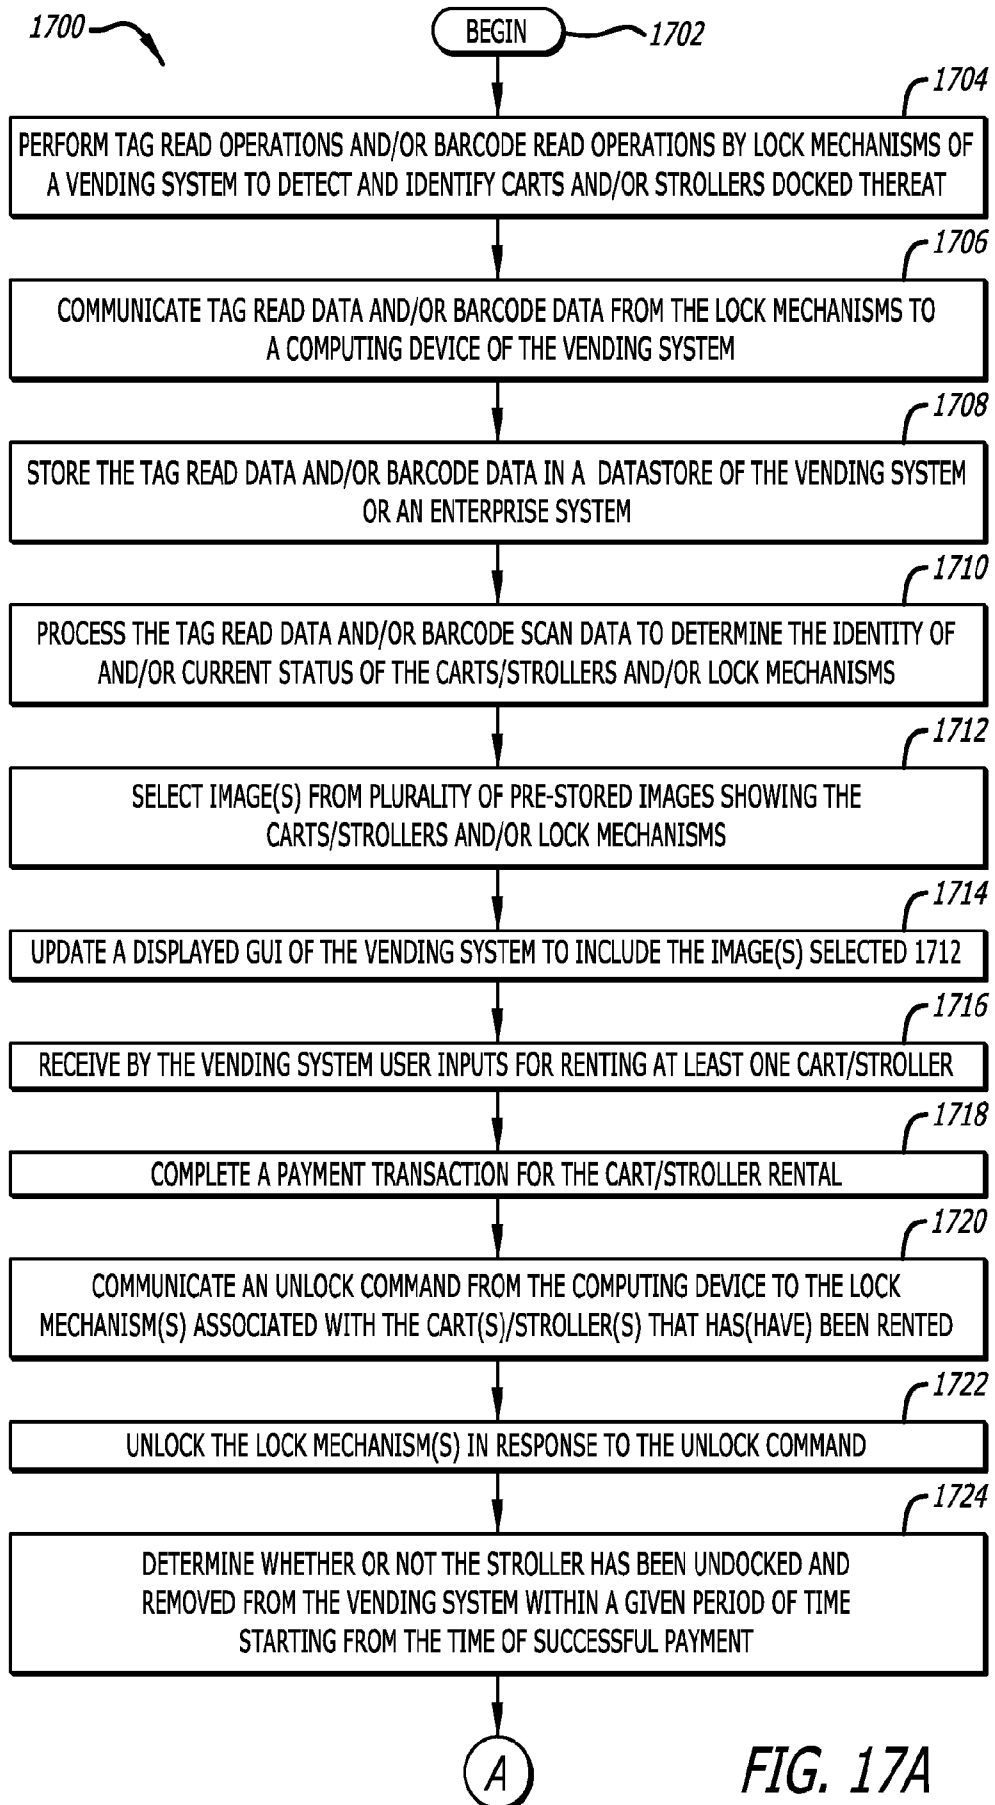 1700
BEGIN
1702
1704
PERFORM TAG READ OPERATIONS AND/OR BARCODE READ OPERATIONS BY LOCK MECHANISMS OF
A VENDING SYSTEM TO DETECT AND IDENTIFY CARTS AND/OR STROLLERS DOCKED THEREAT
1706
COMMUNICATE TAG READ DATA AND/OR BARCODE DATA FROM THE LOCK MECHANISMS TO
A COMPUTING DEVICE OF THE VENDING SYSTEM
1708
STORE THE TAG READ DATA AND/OR BARCODE DATA IN A DATASTORE OF THE VENDING SYSTEM
OR AN ENTERPRISE SYSTEM
1710
PROCESS THE TAG READ DATA AND/OR BARCODE SCAN DATA TO DETERMINE THE IDENTITY OF
AND/OR CURRENT STATUS OF THE CARTS/STROLLERS AND/OR LOCK MECHANISMS
1712
SELECT IMAGE(S) FROM PLURALITY OF PRE-STORED IMAGES SHOWING THE
CARTS/STROLLERS AND/OR LOCK MECHANISMS
1714
UPDATE A DISPLAYED GUI OF THE VENDING SYSTEM TO INCLUDE THE IMAGE(S) SELECTED 1712
1716
RECEIVE BY THE VENDING SYSTEM USER INPUTS FOR RENTING AT LEAST ONE CART/STROLLER
1718
COMPLETE A PAYMENT TRANSACTION FOR THE CART/STROLLER RENTAL
1720
COMMUNICATE AN UNLOCK COMMAND FROM THE COMPUTING DEVICE TO THE LOCK
MECHANISM(S) ASSOCIATED WITH THE CART(S)/STROLLER(S) THAT HAS(HAVE) BEEN RENTED
1722
UNLOCK THE LOCK MECHANISM(S) IN RESPONSE TO THE UNLOCK COMMAND
1724
DETERMINE WHETHER OR NOT THE STROLLER HAS BEEN UNDOCKED AND
REMOVED FROM THE VENDING SYSTEM WITHIN A GIVEN PERIOD OF TIME
STARTING FROM THE TIME OF SUCCESSFUL PAYMENT
A
FIG. 17A